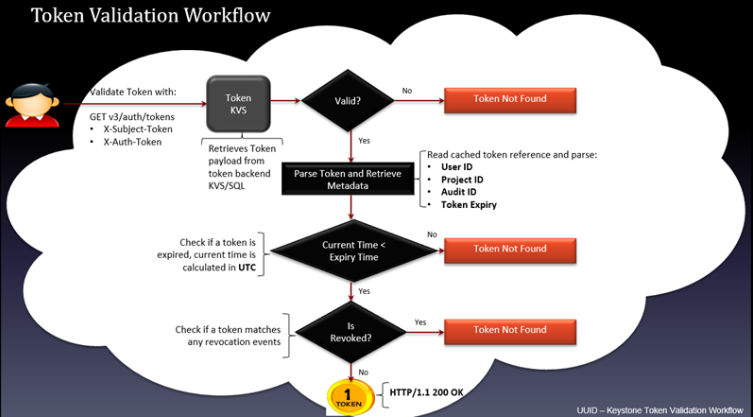 Token Validation Workflow
Validate Token with:
GET v3/auth/tokens
• X-Subject-Token
• X-Auth-Token
Token
KVS
Retrieves Token
payload from
token backend
KVS/SQL
Valid?
No
Token Not Found
Yes
Parse Token and Retrieve
Metadata
Read cached token reference and parse:
• User ID
• Project ID
• Audit ID
• Token Expiry
Check if a token is
expired, current time is
calculated in UTC
Current Time <
Expiry Time
No
Token Not Found
Yes
Check if a token matches
any revocation events
Is
Revoked?
Yes
Token Not Found
No
1
TOKEN
HTTP/1.1 200 OK
UUID – Keystone Token Validation Workflow